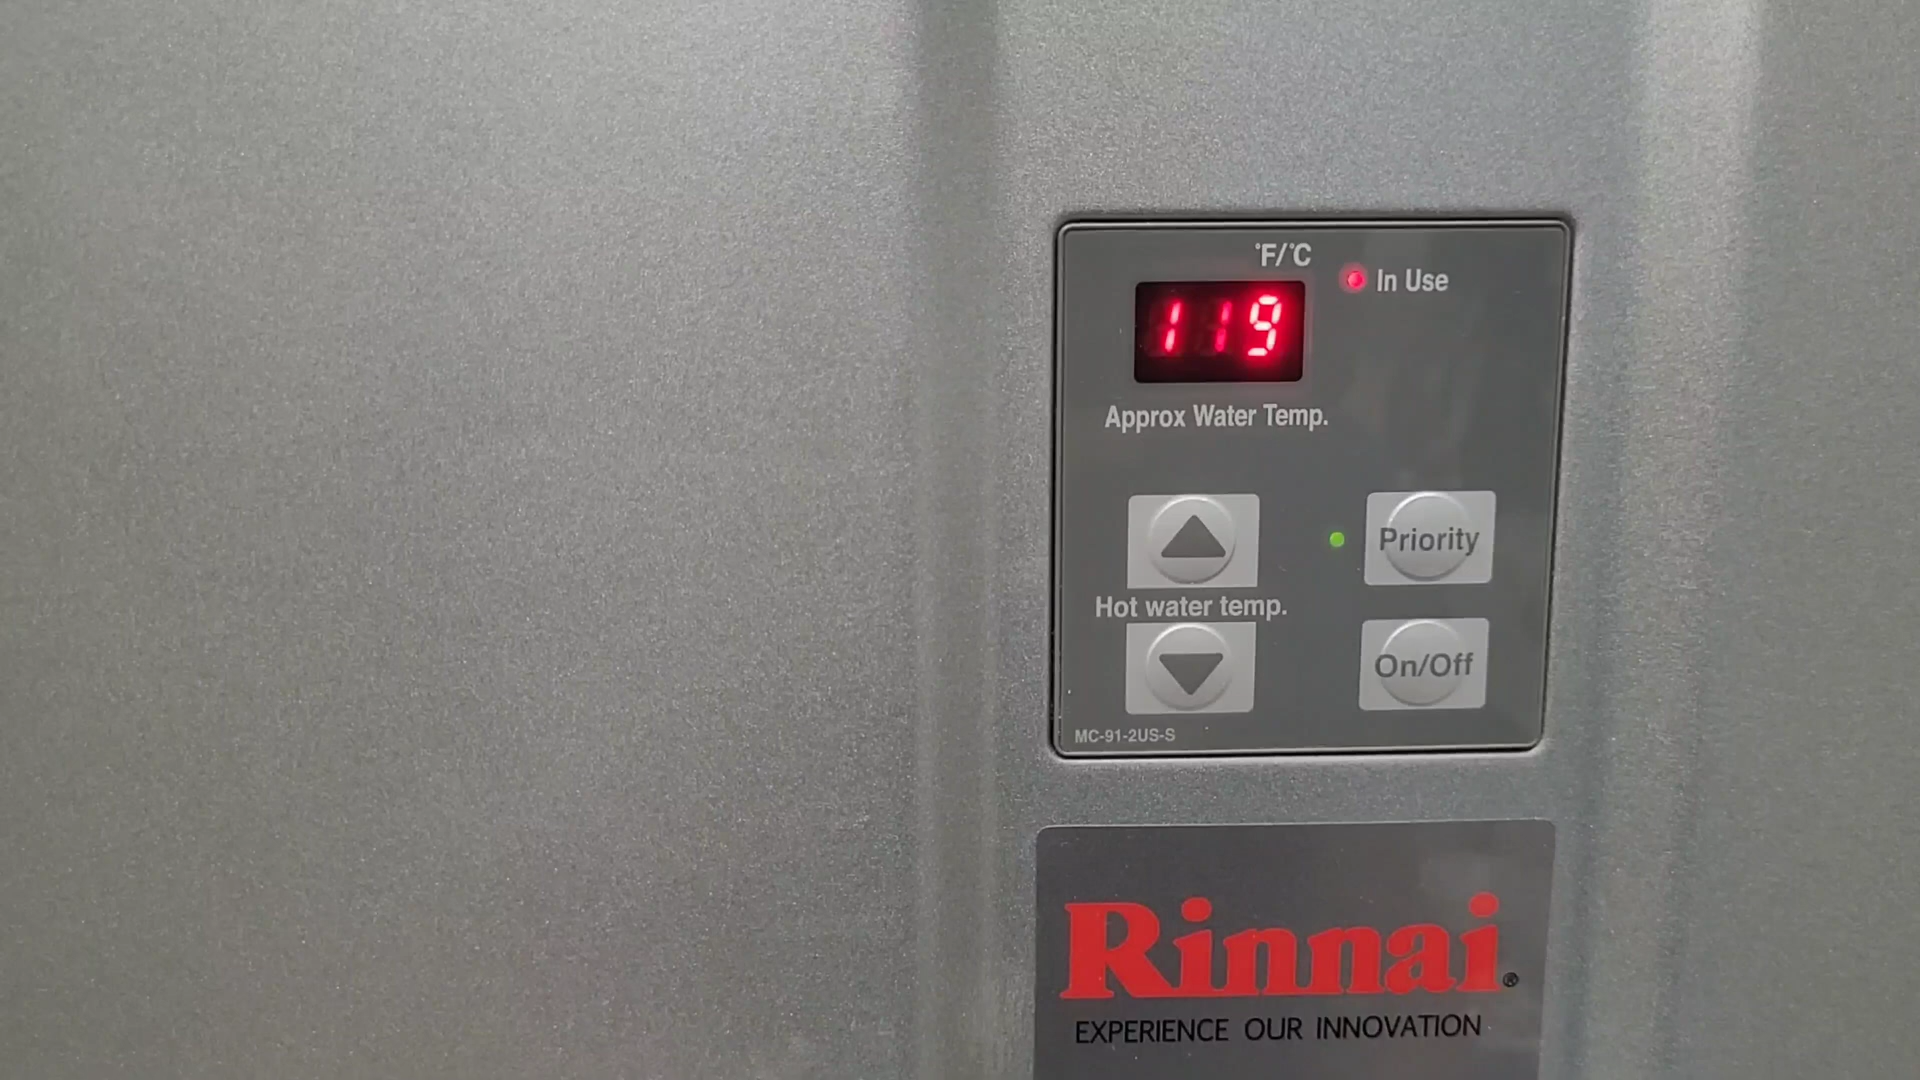 °F/°C
In Use
119
Approx Water Temp.
Priority
Hot water temp.
On/Off
MC-91-2US-S
Rinnai®
EXPERIENCE OUR INNOVATION